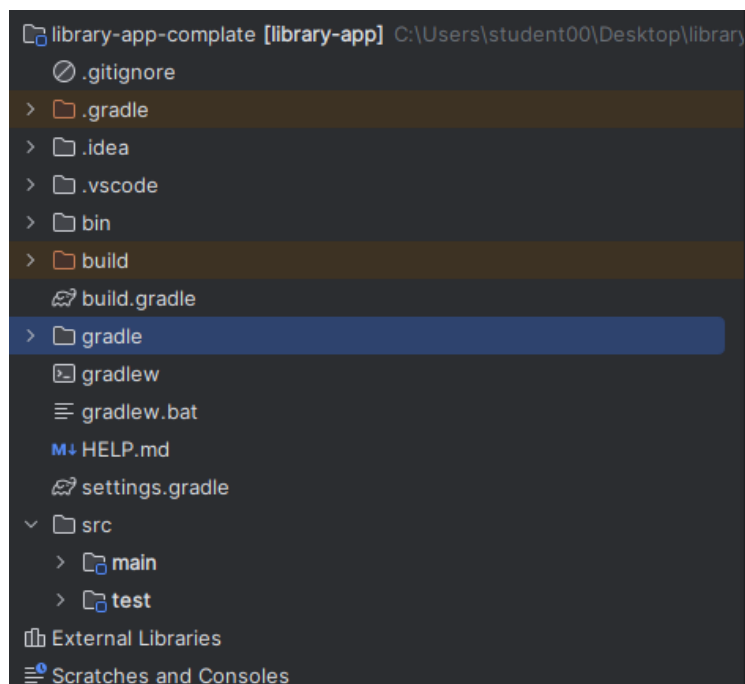 library-app-complate [library-app] C:\Users\student00\Desktop\library
.gitignore
.gradle
.idea
.vscode
bin
build
build.gradle
gradle
gradlew
gradlew.bat
M↓ HELP.md
settings.gradle
src
main
test
External Libraries
Scratches and Consoles